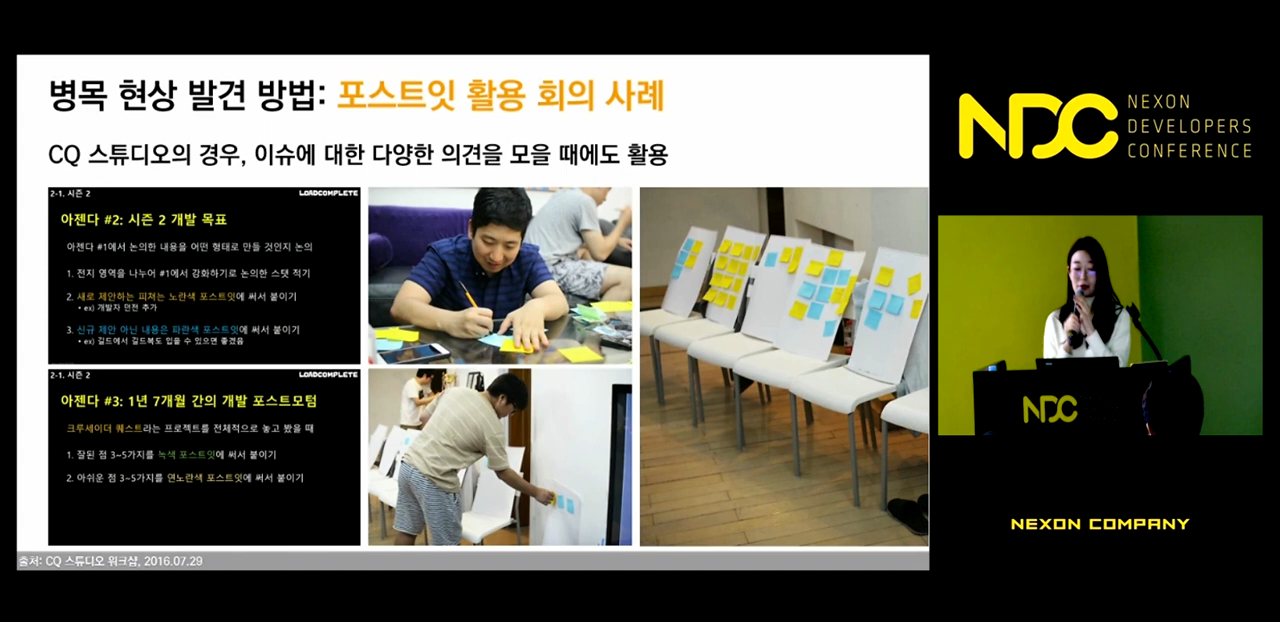 병목 현상 발견 방법: 포스트잇 활용 회의 사례
CQ 스튜디오의 경우, 이슈에 대한 다양한 의견을 모을 때에도 활용
2-1. 시즌 2
LOADCOMPLETE
아젠다 #2: 시즌 2 개발 목표
아젠다 #1에서 논의한 내용을 어떤 형태로 만들 것인지 논의
1. 전지 영역을 나누어 #1에서 강화하기로 논의한 스탯 적기
2. 새로 제안하는 피쳐는 노란색 포스트잇에 써서 붙이기
• ex) 개발자 던전 추가
3. 신규 제안 아닌 내용은 파란색 포스트잇에 써서 붙이기
• ex) 길드에서 길드복도 입을 수 있으면 좋겠음
2-1. 시즌 2
LOADCOMPLETE
아젠다 #3: 1년 7개월 간의 개발 포스트모텀
크루세이더 퀘스트라는 프로젝트를 전체적으로 놓고 봤을 때
1. 잘된 점 3~5가지를 녹색 포스트잇에 써서 붙이기
2. 아쉬운 점 3~5가지를 연노란색 포스트잇에 써서 붙이기
출처: CQ 스튜디오 워크샵, 2016.07.29
NDC
NEXON
DEVELOPERS
CONFERENCE
NDC
NEXON COMPANY